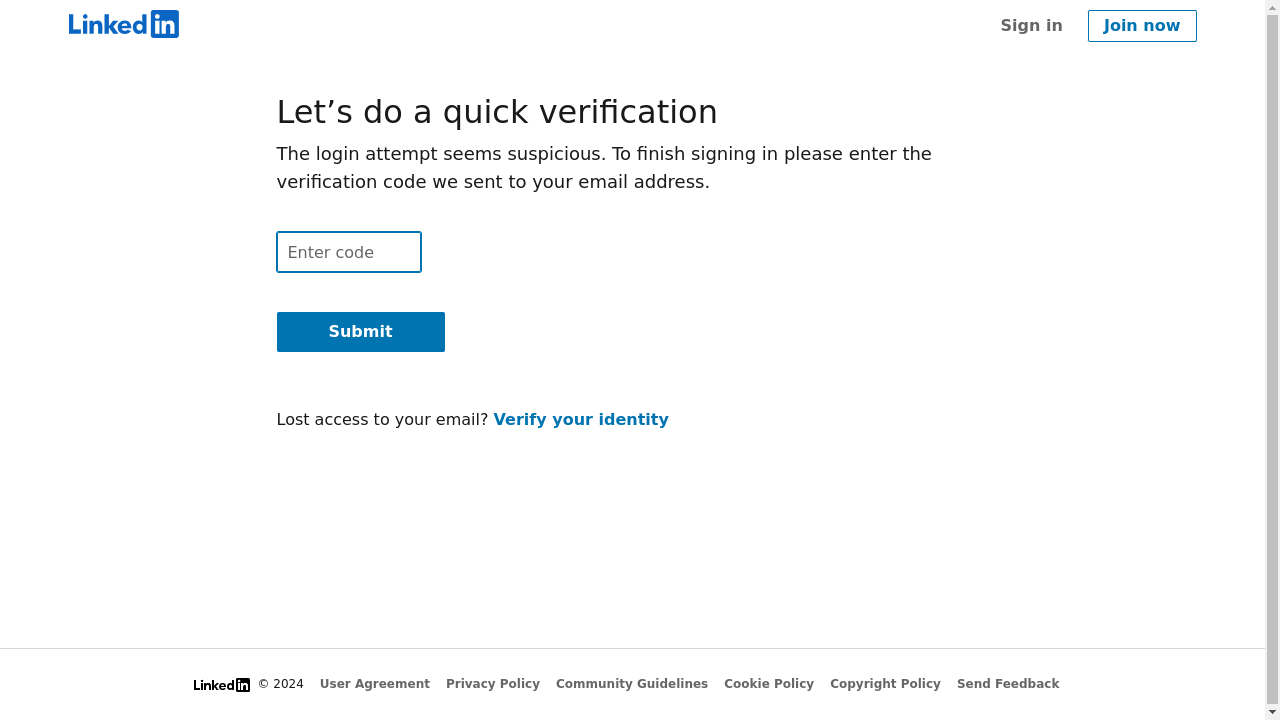 LinkedIn
Sign in
Join now
Let’s do a quick verification
The login attempt seems suspicious. To finish signing in please enter the
verification code we sent to your email address.
Enter code
Submit
Lost access to your email? Verify your identity
LinkedIn © 2024 User Agreement Privacy Policy Community Guidelines Cookie Policy Copyright Policy Send Feedback